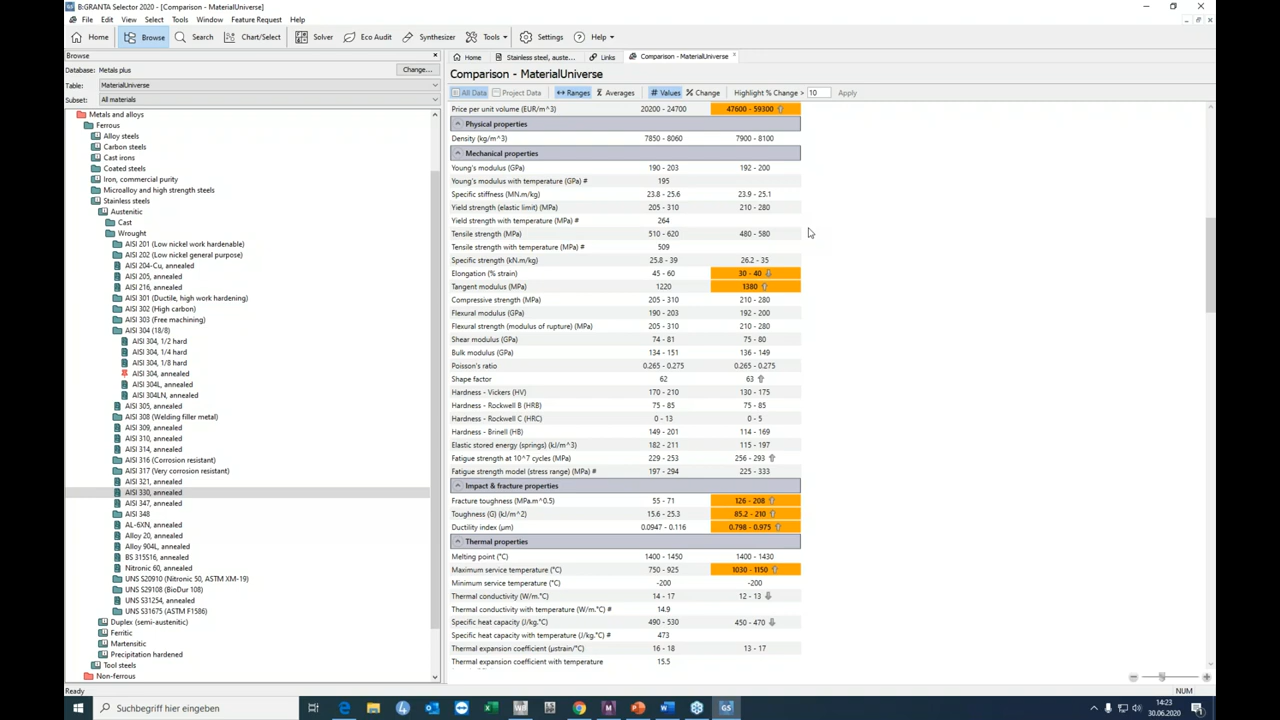 B:GRANTA Selector 2020 - [Comparison - MaterialUniverse]
File Edit View Select Tools Window Feature Request Help
Home Browse Search Chart/Select Solver Eco Audit Synthesizer Tools Settings Help
Browse
Database: Metals plus Change...
Table: MaterialUniverse
Subset: All materials
Metals and alloys
Ferrous
Alloy steels
Carbon steels
Cast irons
Coated steels
Iron, commercial purity
Microalloy and high strength steels
Stainless steels
Austenitic
Cast
Wrought
AISI 201 (Low nickel work hardenable)
AISI 202 (Low nickel general purpose)
AISI 204-Cu, annealed
AISI 205, annealed
AISI 216, annealed
AISI 301 (Ductile, high work hardening)
AISI 302 (High carbon)
AISI 303 (Free machining)
AISI 304 (18/8)
AISI 304, 1/2 hard
AISI 304, 1/4 hard
AISI 304, 1/8 hard
AISI 304, annealed
AISI 304L, annealed
AISI 304LN, annealed
AISI 305, annealed
AISI 308 (Welding filler metal)
AISI 309, annealed
AISI 310, annealed
AISI 314, annealed
AISI 316 (Corrosion resistant)
AISI 317 (Very corrosion resistant)
AISI 321, annealed
AISI 330, annealed
AISI 347, annealed
AISI 348
AL-6XN, annealed
Alloy 20, annealed
Alloy 904L, annealed
BS 315S16, annealed
Nitronic 60, annealed
UNS S20910 (Nitronic 50, ASTM XM-19)
UNS S29108 (BioDur 108)
UNS S31254, annealed
UNS S31675 (ASTM F1586)
Duplex (semi-austenitic)
Ferritic
Martensitic
Precipitation hardened
Tool steels
Non-ferrous
Home Stainless steel, auste... Links Comparison - MaterialUniverse
Comparison - MaterialUniverse
All Data Project Data Ranges Averages Values Change Highlight % Change > 10 Apply
Price per unit volume (EUR/m^3) 20200 - 24700 47600 - 59300
Physical properties
Density (kg/m^3) 7850 - 8060 7900 - 8100
Mechanical properties
Young's modulus (GPa) 190 - 203 192 - 200
Young's modulus with temperature (GPa) # 195
Specific stiffness (MN.m/kg) 23.8 - 25.6 23.9 - 25.1
Yield strength (elastic limit) (MPa) 205 - 310 210 - 280
Yield strength with temperature (MPa) # 264
Tensile strength (MPa) 510 - 620 480 - 580
Tensile strength with temperature (MPa) # 509
Specific strength (kN.m/kg) 25.8 - 39 26.2 - 35
Elongation (% strain) 45 - 60 30 - 40
Tangent modulus (MPa) 1220 1380
Compressive strength (MPa) 205 - 310 210 - 280
Flexural modulus (GPa) 190 - 203 192 - 200
Flexural strength (modulus of rupture) (MPa) 205 - 310 210 - 280
Shear modulus (GPa) 74 - 81 75 - 80
Bulk modulus (GPa) 134 - 151 136 - 149
Poisson's ratio 0.265 - 0.275 0.265 - 0.275
Shape factor 62 63
Hardness - Vickers (HV) 170 - 210 130 - 175
Hardness - Rockwell B (HRB) 75 - 85 75 - 85
Hardness - Rockwell C (HRC) 0 - 13 0 - 5
Hardness - Brinell (HB) 149 - 201 114 - 169
Elastic stored energy (springs) (kJ/m^3) 182 - 211 115 - 197
Fatigue strength at 10^7 cycles (MPa) 229 - 253 256 - 293
Fatigue strength model (stress range) (MPa) # 197 - 294 225 - 333
Impact & fracture properties
Fracture toughness (MPa.m^0.5) 55 - 71 126 - 208
Toughness (G) (kJ/m^2) 15.6 - 25.3 85.2 - 210
Ductility index (μm) 0.0947 - 0.116 0.798 - 0.975
Thermal properties
Melting point (°C) 1400 - 1450 1400 - 1430
Maximum service temperature (°C) 750 - 925 1030 - 1150
Minimum service temperature (°C) -200 -200
Thermal conductivity (W/m.°C) 14 - 17 12 - 13
Thermal conductivity with temperature (W/m.°C) # 14.9
Specific heat capacity (J/kg.°C) 490 - 530 450 - 470
Specific heat capacity with temperature (J/kg.°C) # 473
Thermal expansion coefficient (μstrain/°C) 16 - 18 13 - 17
Thermal expansion coefficient with temperature 15.5
Ready NUM
Suchbegriff hier eingeben
14:23
30.06.2020